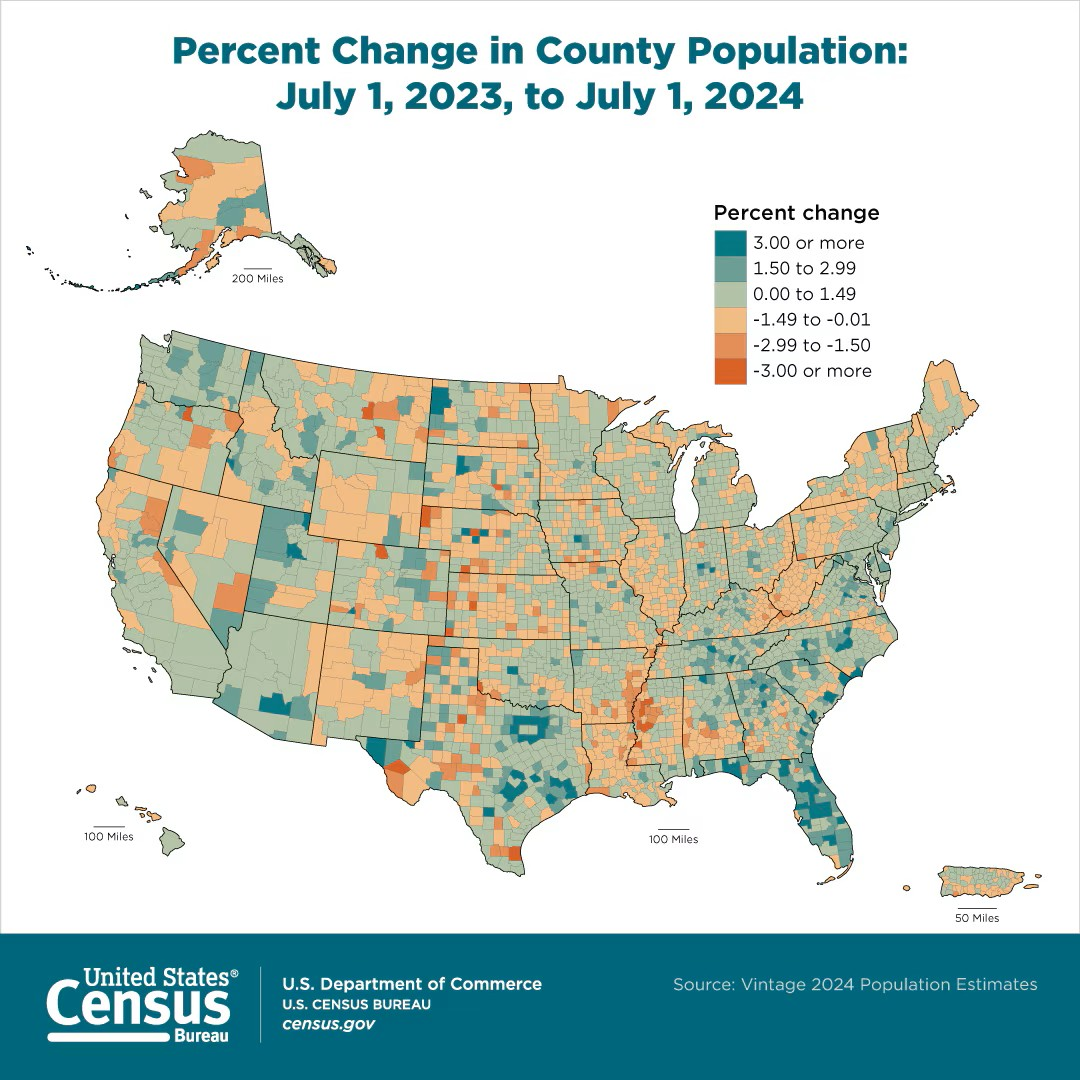 Percent Change in County Population:
July 1, 2023, to July 1, 2024
Percent change
3.00 or more
1.50 to 2.99
0.00 to 1.49
-1.49 to -0.01
-2.99 to -1.50
-3.00 or more
200 Miles
100 Miles
100 Miles
50 Miles
United States®
Census
Bureau
U.S. Department of Commerce
U.S. CENSUS BUREAU
census.gov
Source: Vintage 2024 Population Estimates